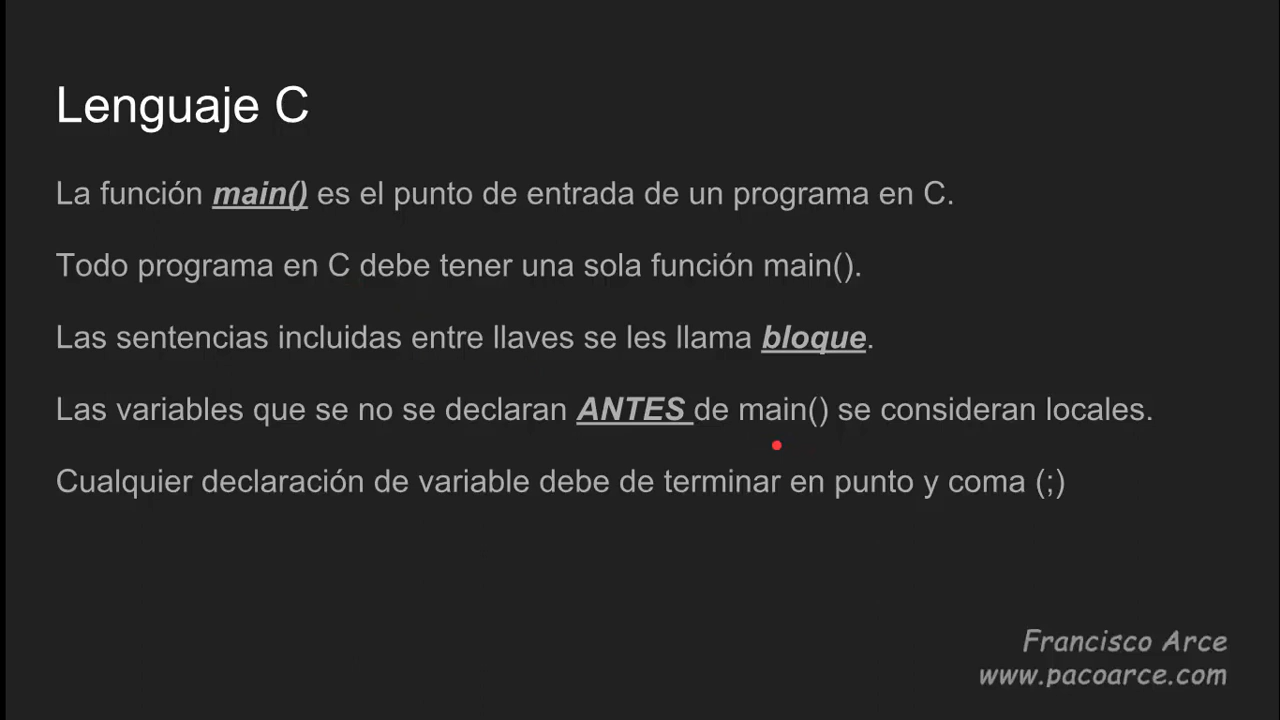 Lenguaje C
La función main() es el punto de entrada de un programa en C.
Todo programa en C debe tener una sola función main().
Las sentencias incluidas entre llaves se les llama bloque.
Las variables que se no se declaran ANTES de main() se consideran locales.
Cualquier declaración de variable debe de terminar en punto y coma (;)
Francisco Arce
www.pacoarce.com